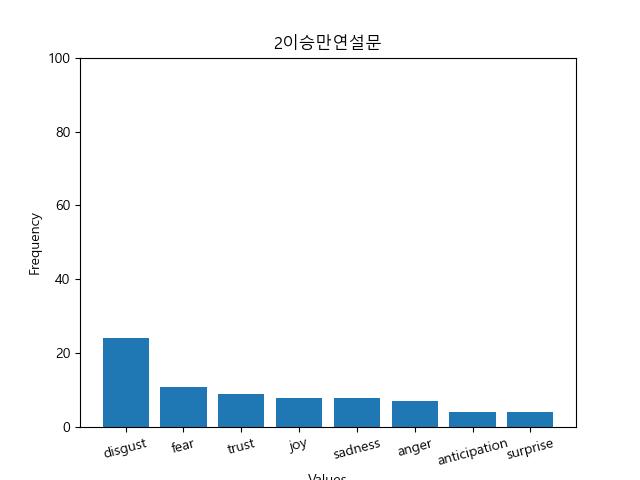 2이승만연설문
100
80
60
40
20
0
Frequency
disgust fear trust joy sadness anger anticipation surprise
Values